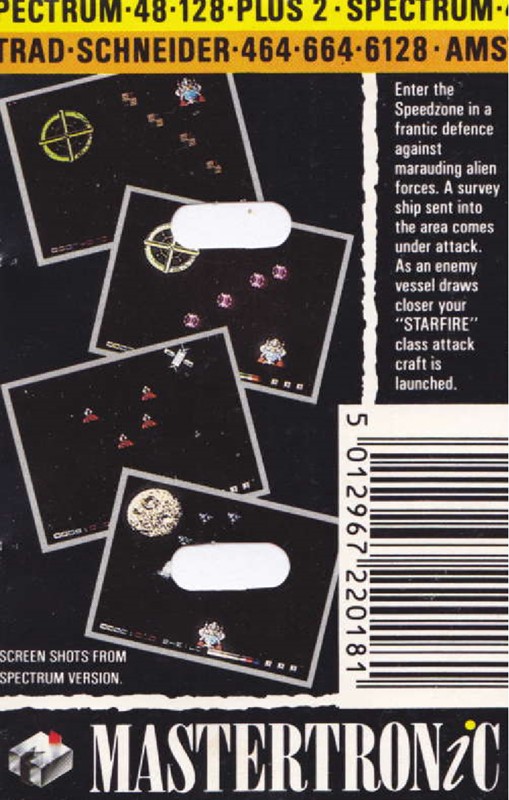 PECTRUM·48·128·PLUS 2·SPECTRUM·
TRAD·SCHNEIDER·464·664·6128·AMS
Enter the
Speedzone in a
frantic defence
against
marauding alien
forces. A survey
ship sent into
the area comes
under attack.
As an enemy
vessel draws
closer your
"STARFIRE"
class attack
craft is
launched.
5 012967 220181
SCREEN SHOTS FROM
SPECTRUM VERSION.
MASTERTRONiC